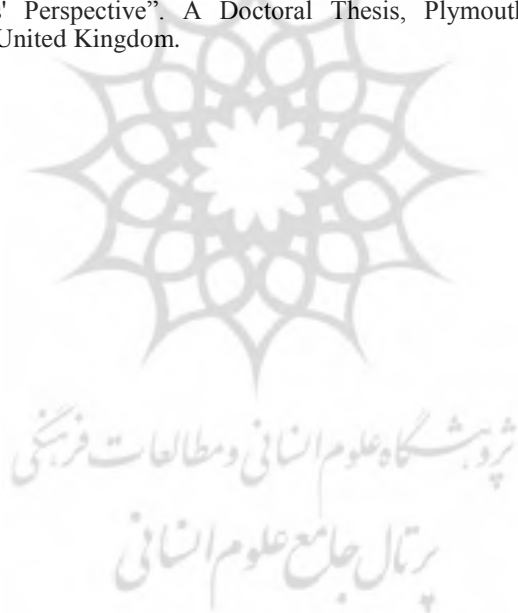 s' Perspective”. A Doctoral Thesis, Plymouth
United Kingdom.
پژوهشگاه علوم انسانی و مطالعات فرهنگی
پرتال جامع علوم انسانی